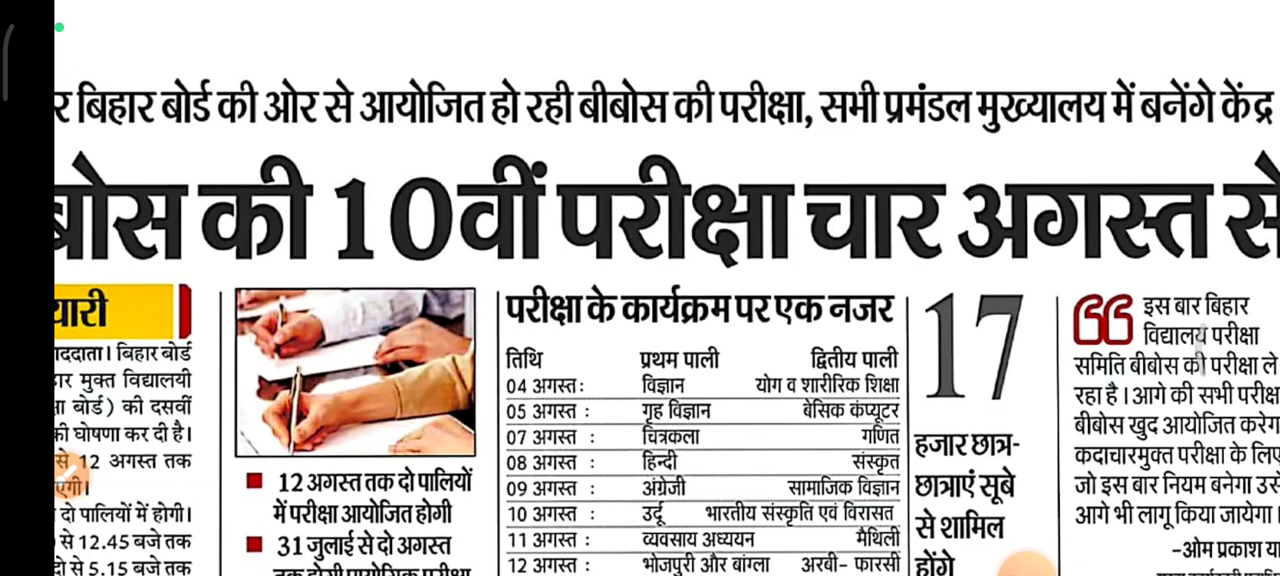 र बिहार बोर्ड की ओर से आयोजित हो रही बीबोस की परीक्षा, सभी प्रमंडल मुख्यालय में बनेंगे केंद्र
बोस की 10वीं परीक्षा चार अगस्त से
यारी
ाददाता। बिहार बोर्ड
ार मुक्त विद्यालयी
बोर्ड) की दसवीं
की घोषणा कर दी है।
से 12 अगस्त तक
एगी।
दो पालियों में होगी।
से 12.45 बजे तक
दो से 5.15 बजे तक
12 अगस्त तक दो पालियों
में परीक्षा आयोजित होगी
31 जुलाई से दो अगस्त
परीक्षा के कार्यक्रम पर एक नजर
तिथि प्रथम पाली द्वितीय पाली
04 अगस्त: विज्ञान योग व शारीरिक शिक्षा
05 अगस्त : गृह विज्ञान बेसिक कंप्यूटर
07 अगस्त : चित्रकला गणित
08 अगस्त : हिन्दी संस्कृत
09 अगस्त : अंग्रेजी सामाजिक विज्ञान
10 अगस्त : उर्दू भारतीय संस्कृति एवं विरासत
11 अगस्त : व्यवसाय अध्ययन मैथिली
12 अगस्त : भोजपुरी और बांग्ला अरबी- फारसी
17
हजार छात्र-
छात्राएं सूबे
से शामिल
होंगे
इस बार बिहार
विद्यालय परीक्षा
समिति बीबोस की परीक्षा ले
रहा है। आगे की सभी परीक्ष
बीबोस खुद आयोजित करेग
कदाचारमुक्त परीक्षा के लिए
जो इस बार नियम बनेगा उस
आगे भी लागू किया जायेगा।
-ओम प्रकाश या